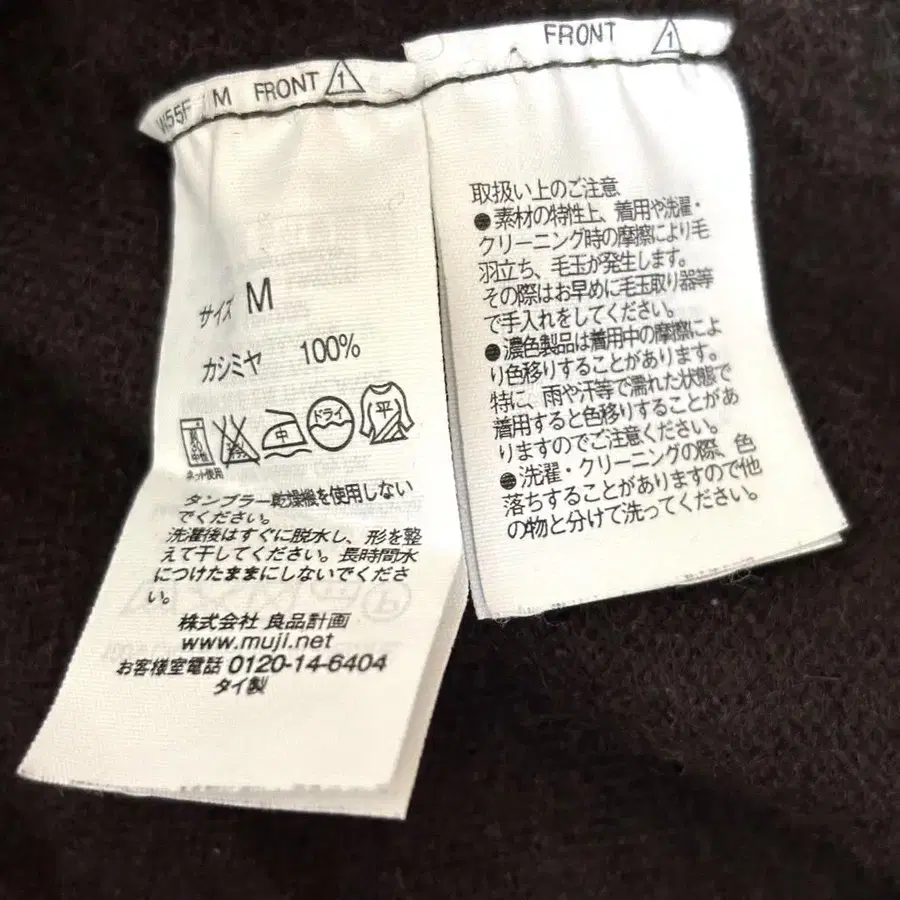 W55F / M FRONT 1
サイズ M
カシミヤ 100%
中
ドライ
平
ネット使用
タンブラー乾燥機を使用しない
でください。
洗濯後はすぐに脱水し、形を整
えて干してください。長時間水
につけたままにしないでくださ
い。
株式会社 良品計画
www.muji.net
お客様室電話 0120-14-6404
タイ製
FRONT 1
取扱い上のご注意
●素材の特性上、着用や洗濯・
クリーニング時の摩擦により毛
羽立ち、毛玉が発生します。
その際はお早めに毛玉取り器等
で手入れをしてください。
●濃色製品は着用中の摩擦によ
り色移りすることがあります。
特に、雨や汗等で濡れた状態で
着用すると色移りすることがあ
りますのでご注意ください。
●洗濯・クリーニングの際、色
落ちすることがありますので他
の物と分けて洗ってください。